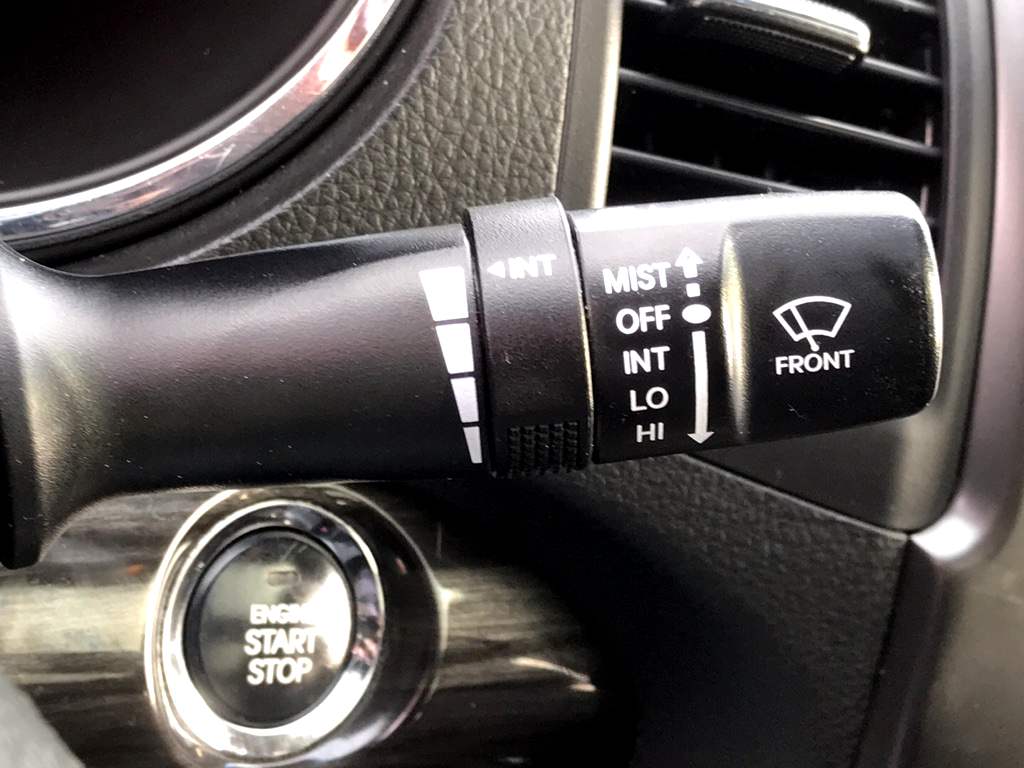 INT
MIST
OFF
INT
LO
HI
FRONT
ENGINE
START
STOP